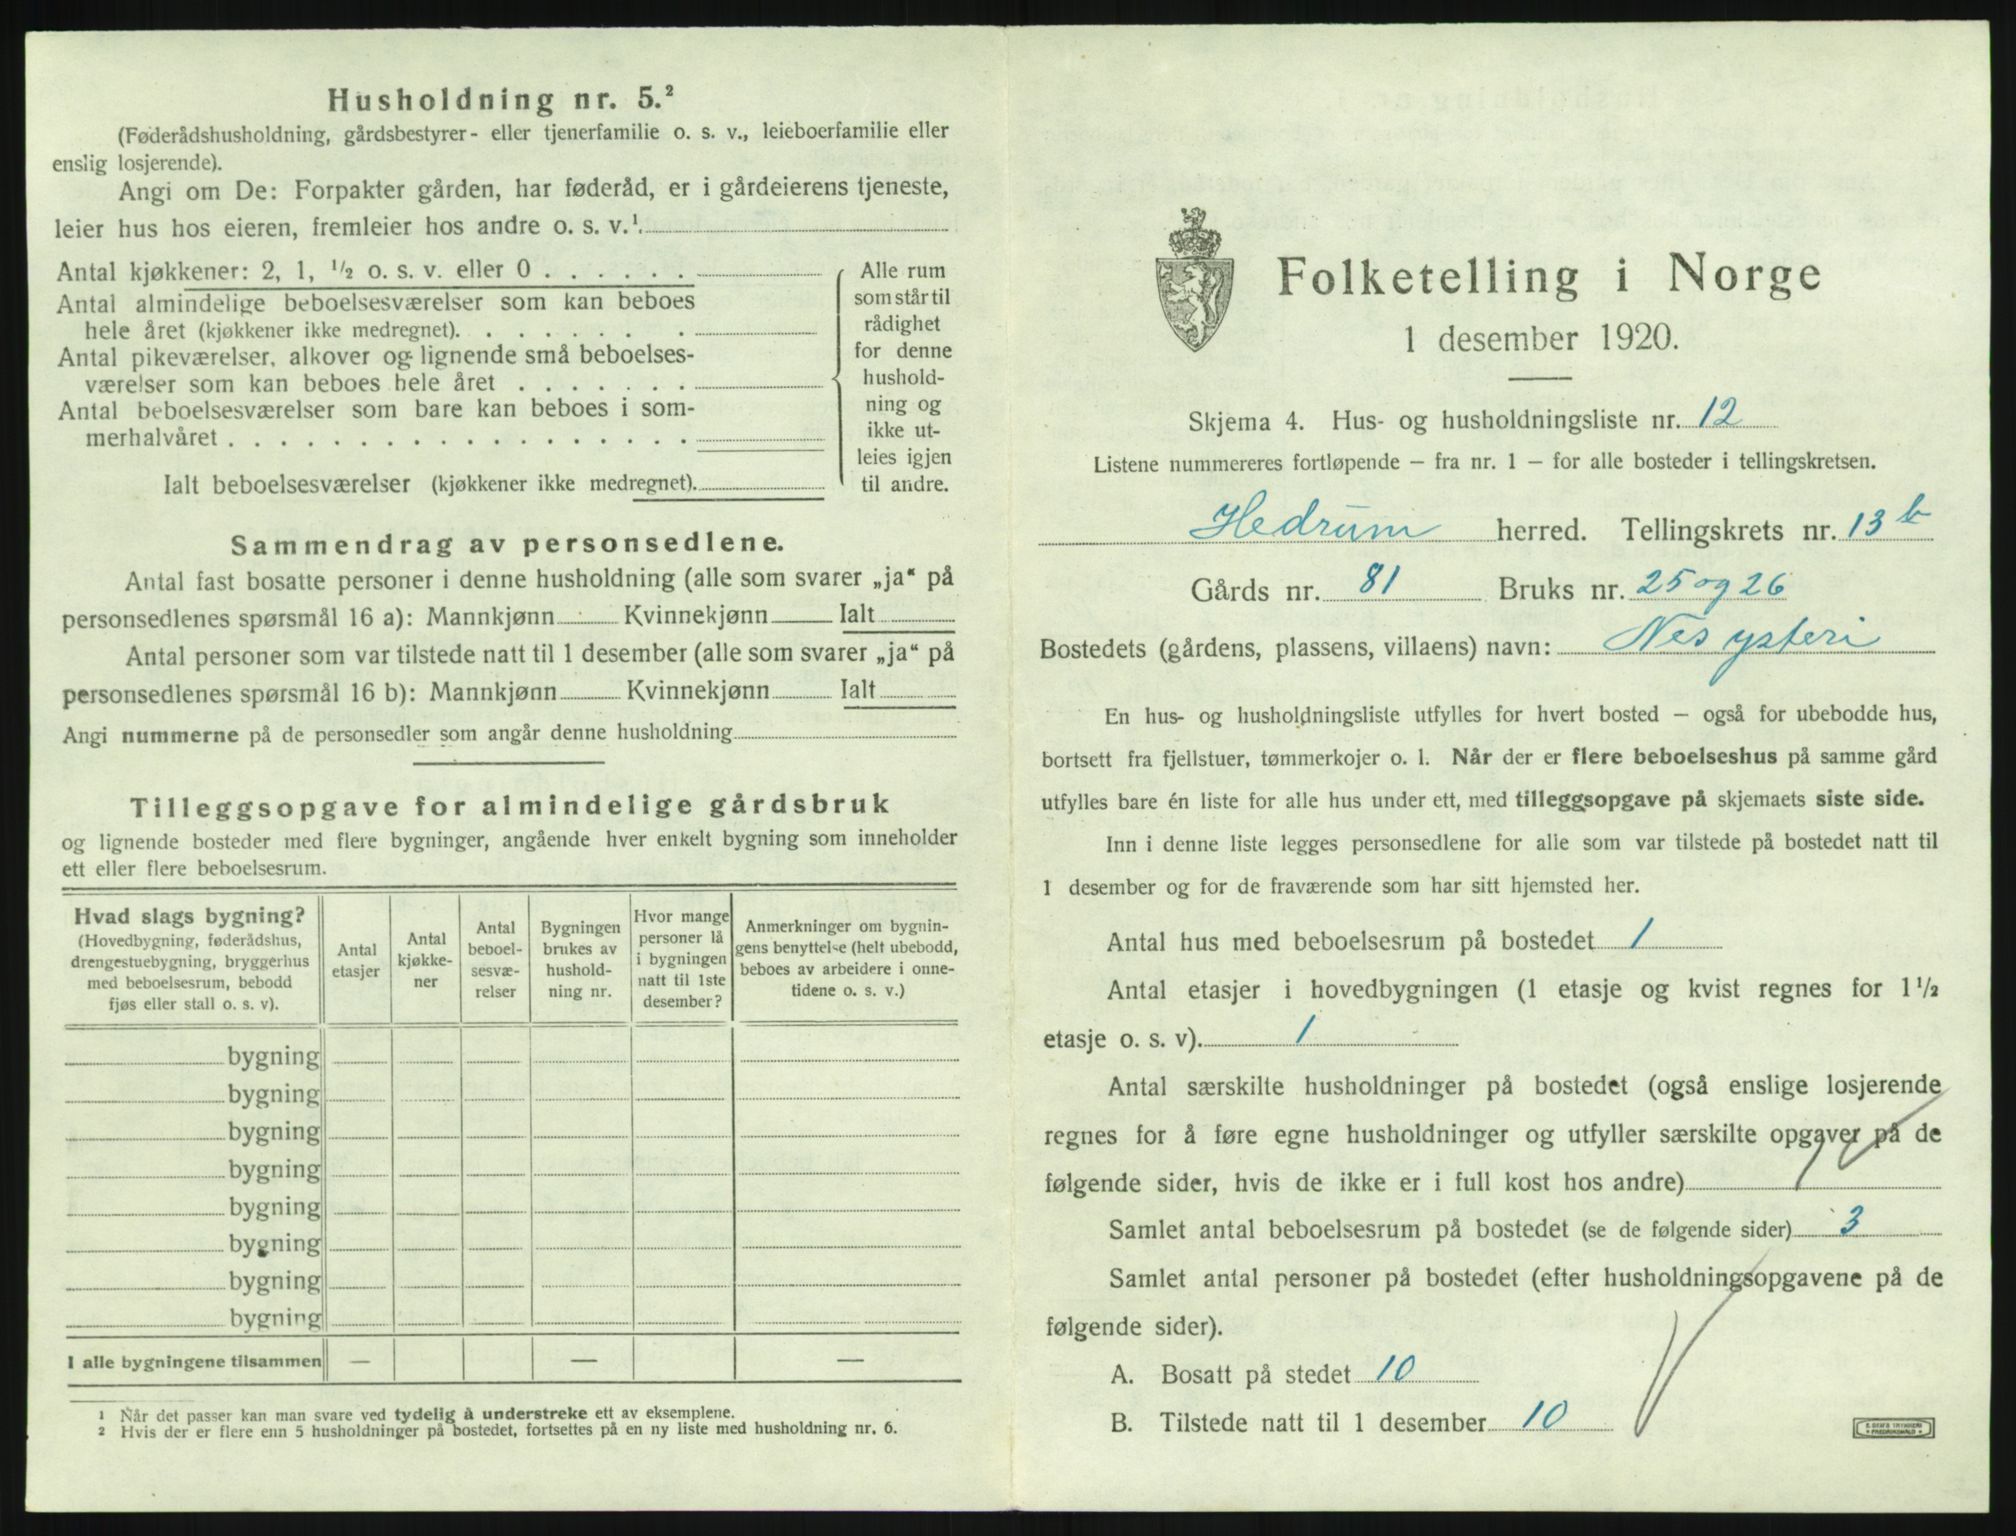 Husholdning nr. 5.²
(Føderådshusholdning, gårdsbestyrer- eller tjenerfamilie o. s. v., leieboerfamilie eller
enslig losjerende).
Angi om De: Forpakter gården, har føderåd, er i gårdeierens tjeneste,
leier hus hos eieren, fremleier hos andre o. s. v.¹.
Antal kjøkkener: 2, 1, ¹/₂ o. s. v. eller 0 . . . . . .
Antal almindelige beboelsesværelser som kan beboes
hele året (kjøkkener ikke medregnet). . . . . . . .
Antal pikeværelser, alkover og lignende små beboelses-
værelser som kan beboes hele året . . . . . . .
Antal beboelsesværelser som bare kan beboes i som-
merhalvåret . . . . . . . . . . . . . . . . . .
Ialt beboelsesværelser (kjøkkener ikke medregnet).
Alle rum
som står til
rådighet
for denne
hushold-
ning og
ikke ut-
leies igjen
til andre.
Sammendrag av personsedlene.
Antal fast bosatte personer i denne husholdning (alle som svarer „ja“ på
personsedlenes spørsmål 16 a): Mannkjønn Kvinnekjønn Ialt
Antal personer som var tilstede natt til 1 desember (alle som svarer „ja“ på
personsedlenes spørsmål 16 b): Mannkjønn Kvinnekjønn Ialt
Angi nummerne på de personsedler som angår denne husholdning
Tilleggsopgave for almindelige gårdsbruk
og lignende bosteder med flere bygninger, angående hver enkelt bygning som inneholder
ett eller flere beboelsesrum.
Hvad slags bygning?
(Hovedbygning, føderådshus,
drengestuebygning, bryggerhus
med beboelsesrum, bebodd
fjøs eller stall o. s. v).
Antal
etasjer
Antal
kjøkke-
ner
Antal
beboel-
sesvæ-
relser
Bygningen
brukes av
hushold-
ning nr.
Hvor mange
personer lå
i bygningen
natt til 1ste
desember?
Anmerkninger om bygnin-
gens benyttelse (helt ubebodd,
beboes av arbeidere i onne-
tidene o. s. v.)
bygning
bygning
bygning
bygning
bygning
bygning
bygning
bygning
I alle bygningene tilsammen — — —
¹ Når det passer kan man svare ved tydelig å understreke ett av eksemplene.
² Hvis der er flere enn 5 husholdninger på bostedet, fortsettes på en ny liste med husholdning nr. 6.
Folketelling i Norge
1 desember 1920.
Skjema 4. Hus- og husholdningsliste nr. 12
Listene nummereres fortløpende – fra nr. 1 – for alle bosteder i tellingskretsen.
Hedrum herred. Tellingskrets nr. 13 b
Gårds nr. 81 Bruks nr. 25 og 26
Bostedets (gårdens, plassens, villaens) navn: Nes ysteri
En hus- og husholdningsliste utfylles for hvert bosted – også for ubebodde hus,
bortsett fra fjellstuer, tømmerkojer o. l. Når der er flere beboelseshus på samme gård
utfylles bare én liste for alle hus under ett, med tilleggsopgave på skjemaets siste side.
Inn i denne liste legges personsedlene for alle som var tilstede på bostedet natt til
1 desember og for de fraværende som har sitt hjemsted her.
Antal hus med beboelsesrum på bostedet 1
Antal etasjer i hovedbygningen (1 etasje og kvist regnes for 1 ¹/₂
etasje o. s. v). 1
Antal særskilte husholdninger på bostedet (også enslige losjerende
regnes for å føre egne husholdninger og utfyller særskilte opgaver på de
følgende sider, hvis de ikke er i full kost hos andre) 1
Samlet antal beboelsesrum på bostedet (se de følgende sider) 3
Samlet antal personer på bostedet (efter husholdningsopgavene på de
følgende sider).
A. Bosatt på stedet 10
B. Tilstede natt til 1 desember 10